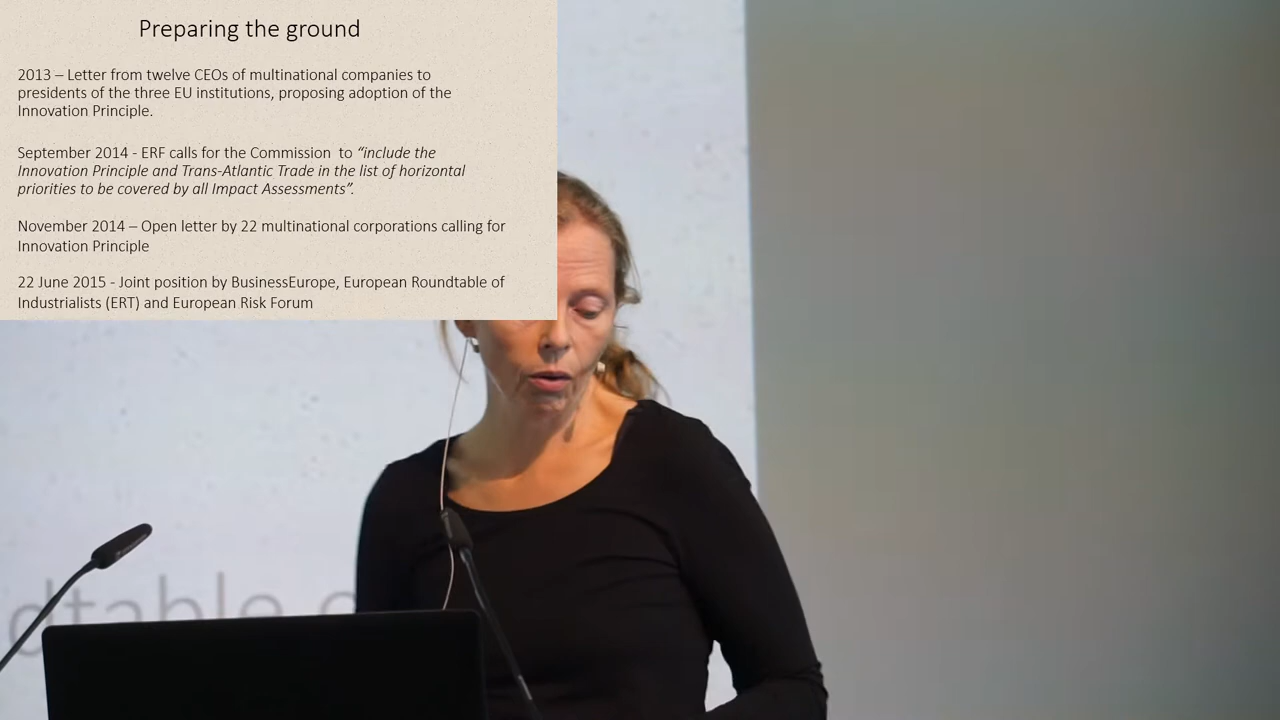 Preparing the ground
2013 – Letter from twelve CEOs of multinational companies to
presidents of the three EU institutions, proposing adoption of the
Innovation Principle.
September 2014 - ERF calls for the Commission to “include the
Innovation Principle and Trans-Atlantic Trade in the list of horizontal
priorities to be covered by all Impact Assessments”.
November 2014 – Open letter by 22 multinational corporations calling for
Innovation Principle
22 June 2015 - Joint position by BusinessEurope, European Roundtable of
Industrialists (ERT) and European Risk Forum